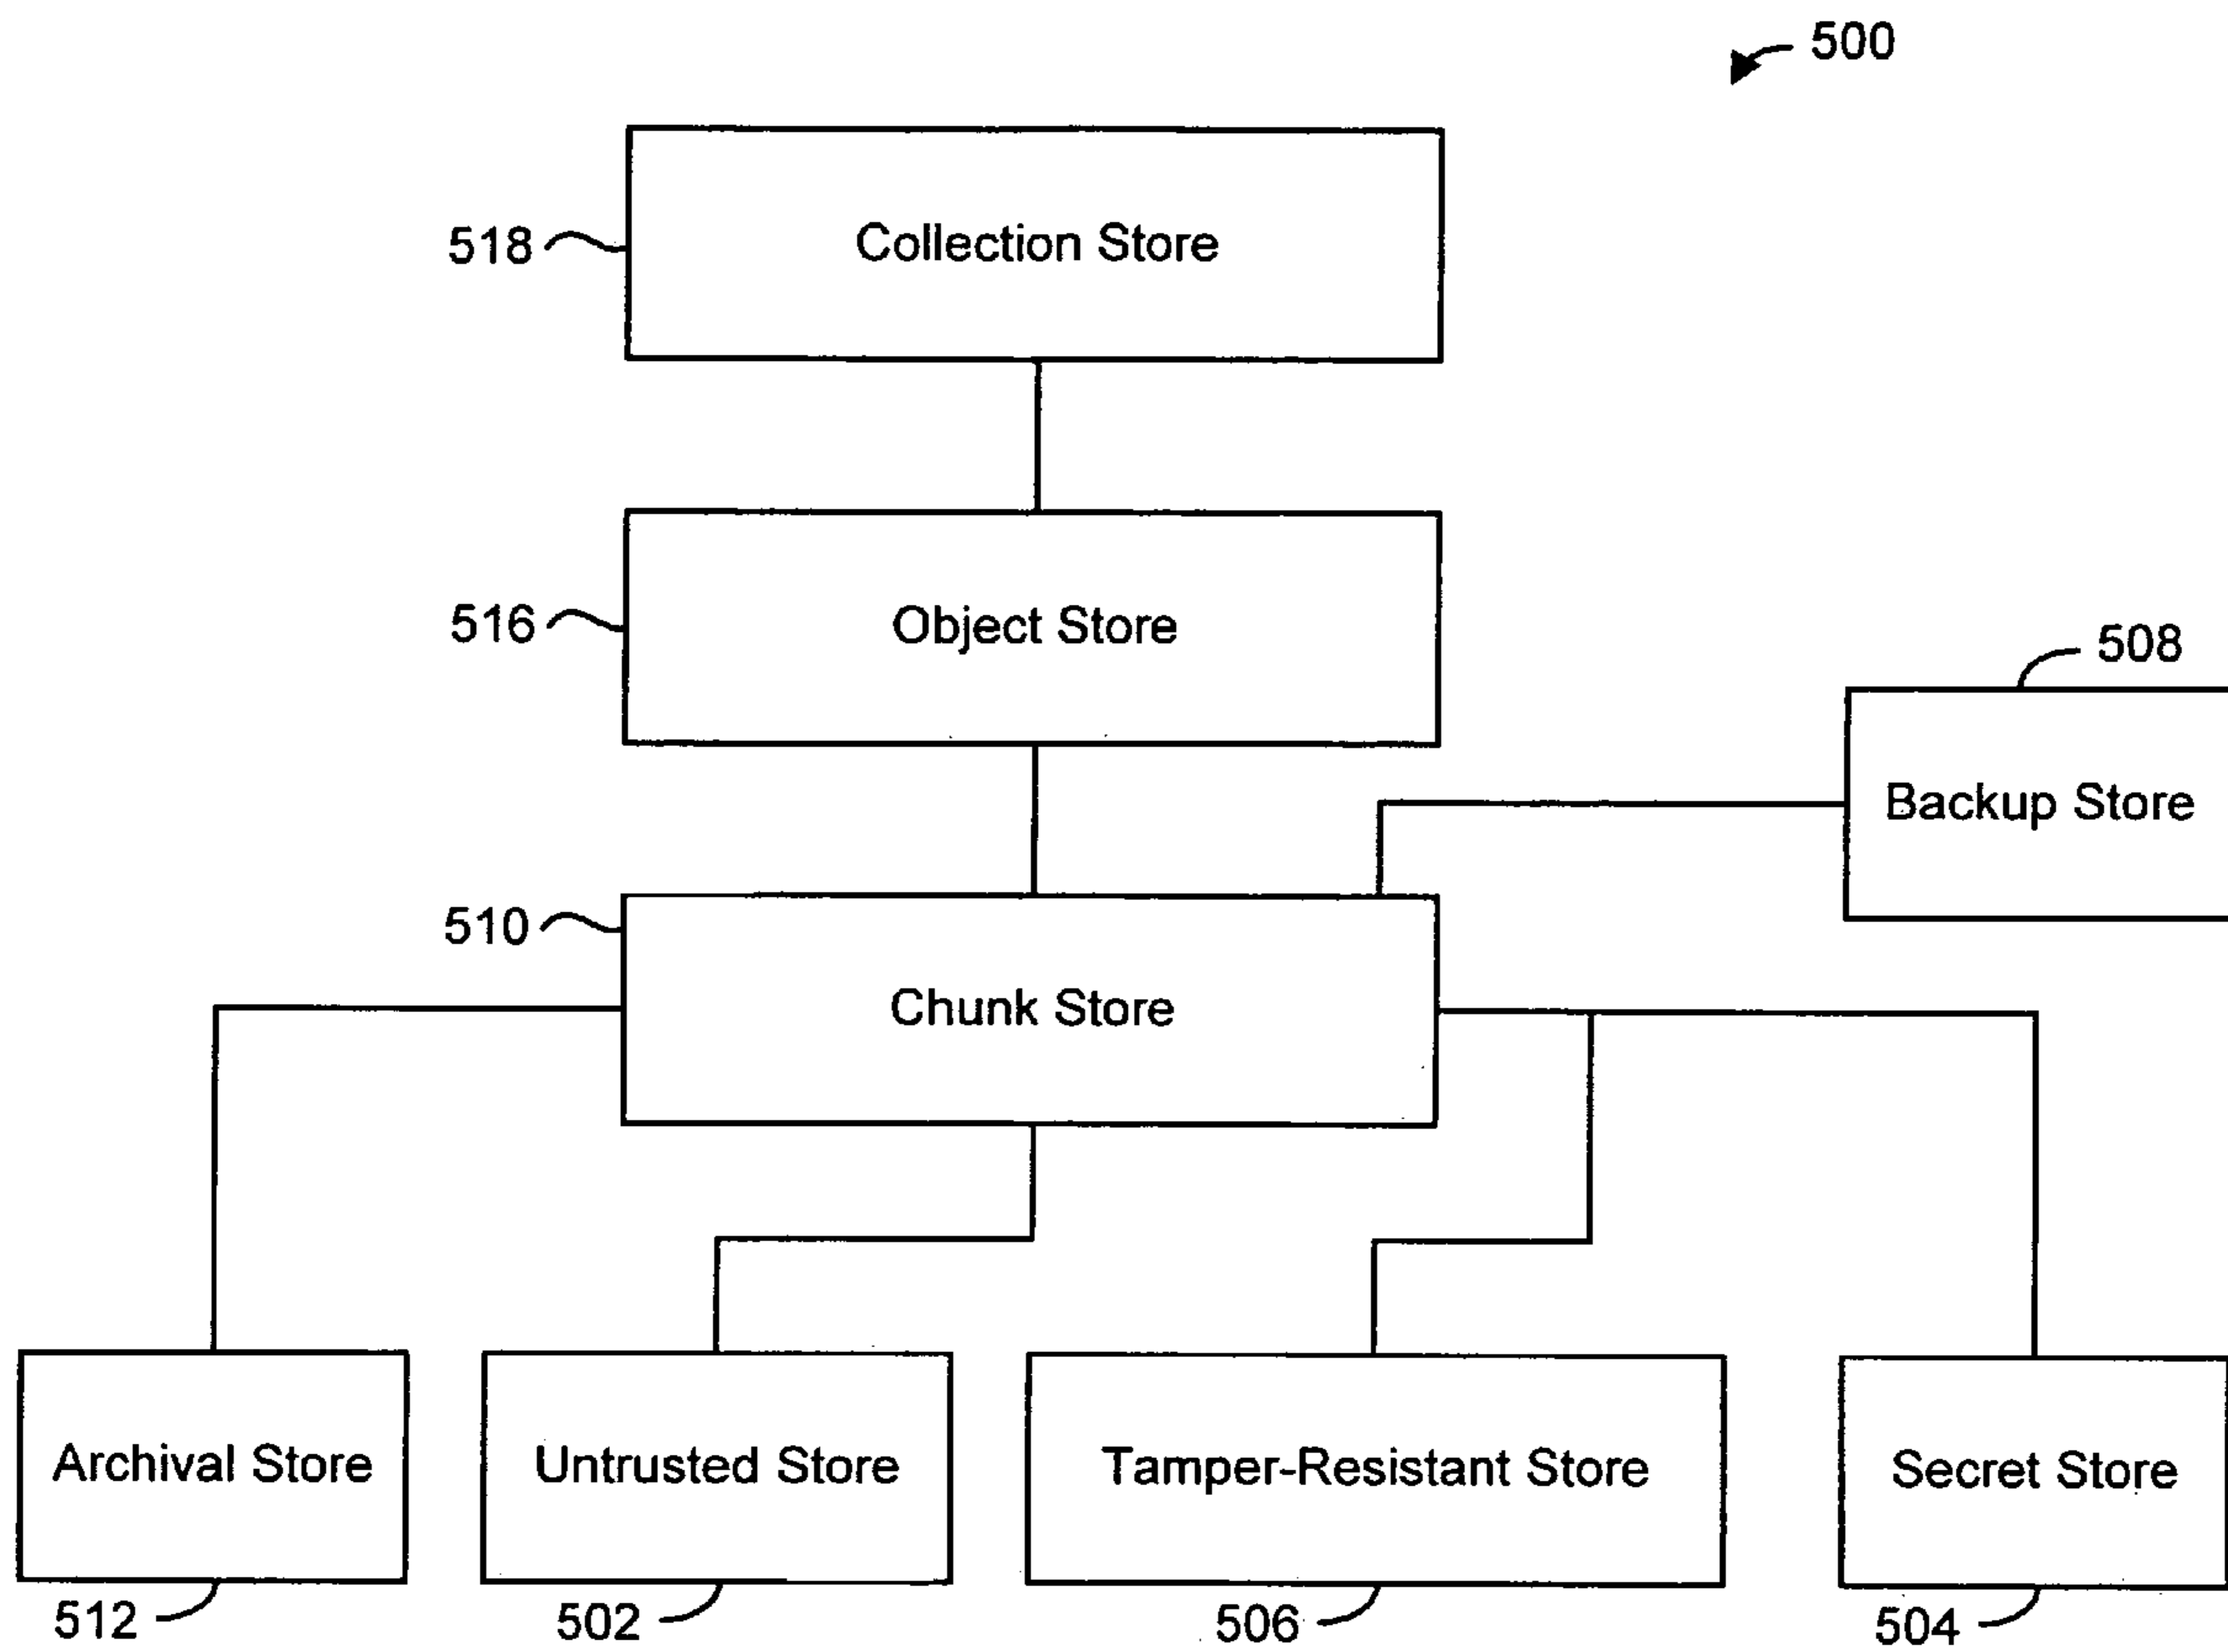 500
518
Collection Store
516
Object Store
508
Backup Store
510
Chunk Store
Archival Store
Untrusted Store
Tamper-Resistant Store
Secret Store
512
502
506
504